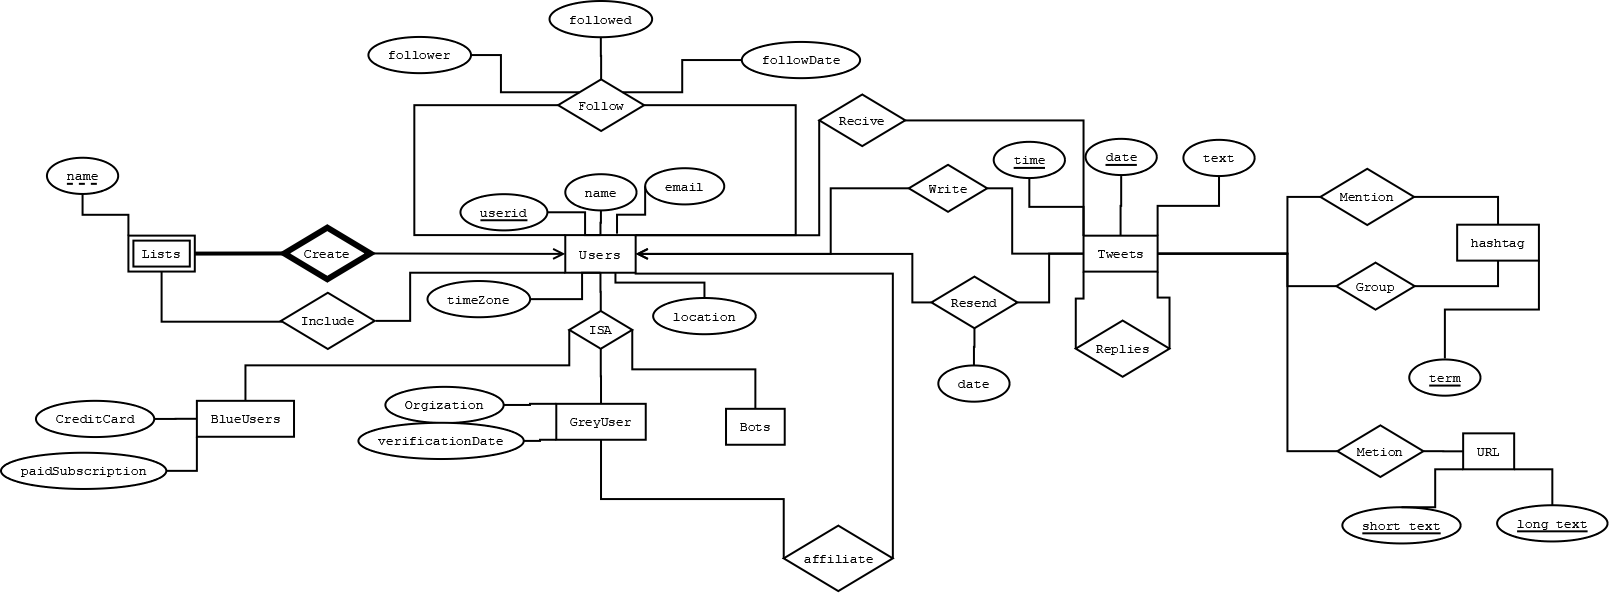 followed
follower
followDate
Follow
Recive
name
userid
name
email
Write
time
date
text
Mention
hashtag
Lists
Create
Users
Tweets
timeZone
location
Include
ISA
Resend
Group
Replies
date
term
CreditCard
BlueUsers
Orgization
GreyUser
verificationDate
Bots
paidSubscription
Metion
URL
short text
long text
affiliate